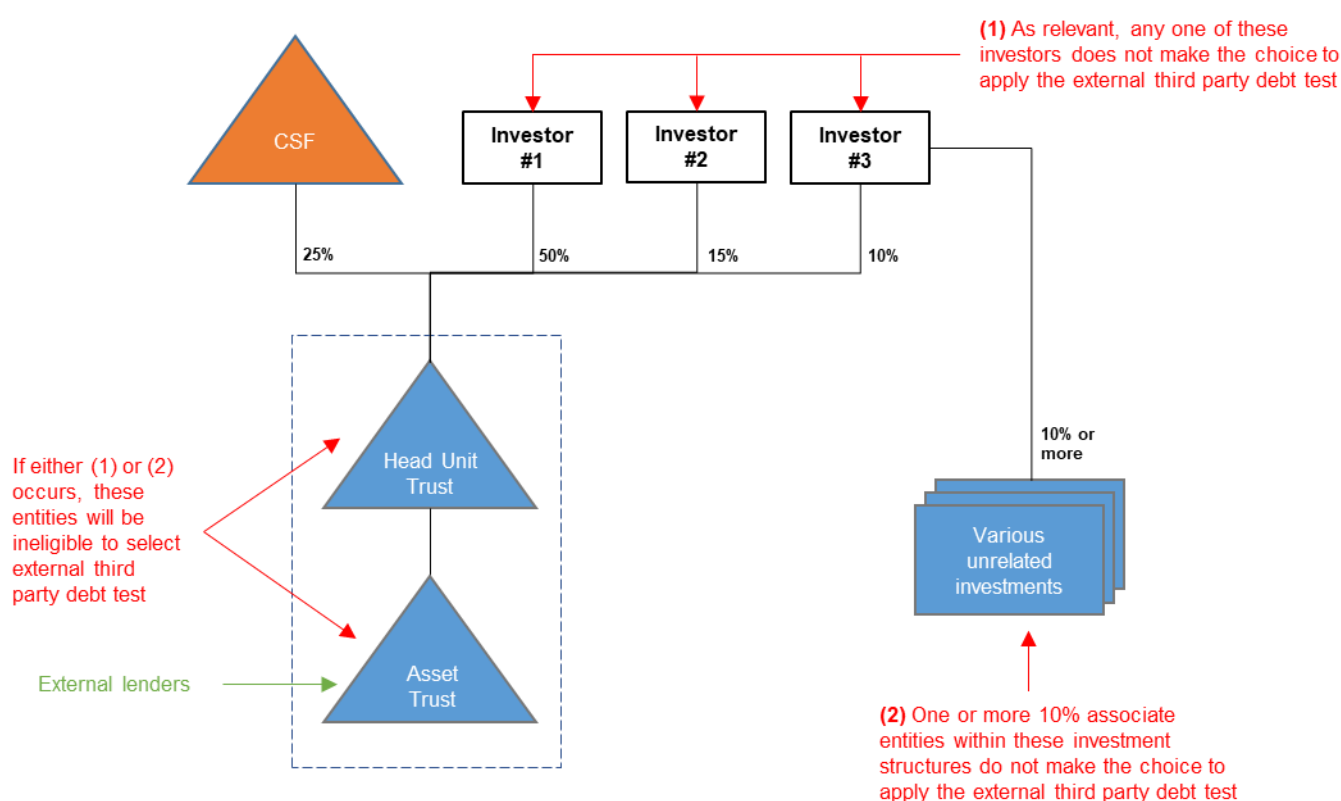 (1) As relevant, any one of these
investors does not make the choice to
apply the external third party debt test
CSF
Investor
#1
Investor
#2
Investor
#3
25%
50%
15%
10%
If either (1) or (2)
occurs, these
entities will be
ineligible to select
external third
party debt test
Head Unit
Trust
10% or
more
Various
unrelated
investments
External lenders
Asset
Trust
(2) One or more 10% associate
entities within these investment
structures do not make the choice to
apply the external third party debt test